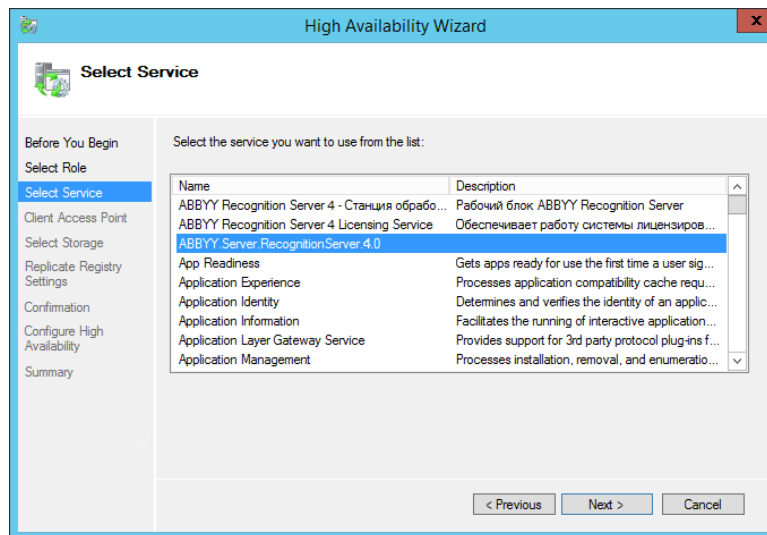 High Availability Wizard
x
Select Service
Before You Begin
Select Role
Select Service
Client Access Point
Select Storage
Replicate Registry
Settings
Confirmation
Configure High
Availability
Summary
Select the service you want to use from the list:
Name Description
ABBYY Recognition Server 4 - Станция обрабо... Рабочий блок ABBYY Recognition Server
ABBYY Recognition Server 4 Licensing Service Обеспечивает работу системы лицензиров...
ABBYY.Server.RecognitionServer.4.0
App Readiness Gets apps ready for use the first time a user sig...
Application Experience Processes application compatibility cache requ...
Application Identity Determines and verifies the identity of an applic...
Application Information Facilitates the running of interactive application...
Application Layer Gateway Service Provides support for 3rd party protocol plug-ins f...
Application Management Processes installation, removal, and enumeratio...
< Previous Next > Cancel